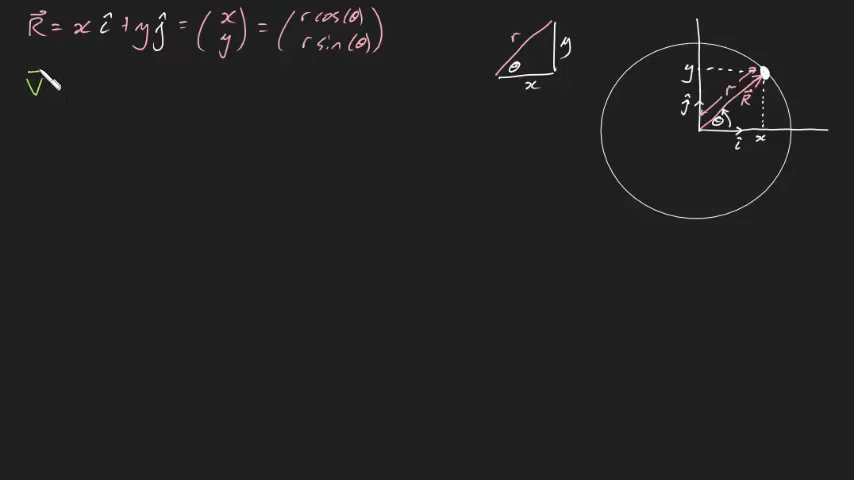 R⃗ = x î + y ĵ = (x y) = (r cos(θ) r sin(θ))
V⃗
r
y
θ
x
y
r
R⃗
ĵ
θ
î
x